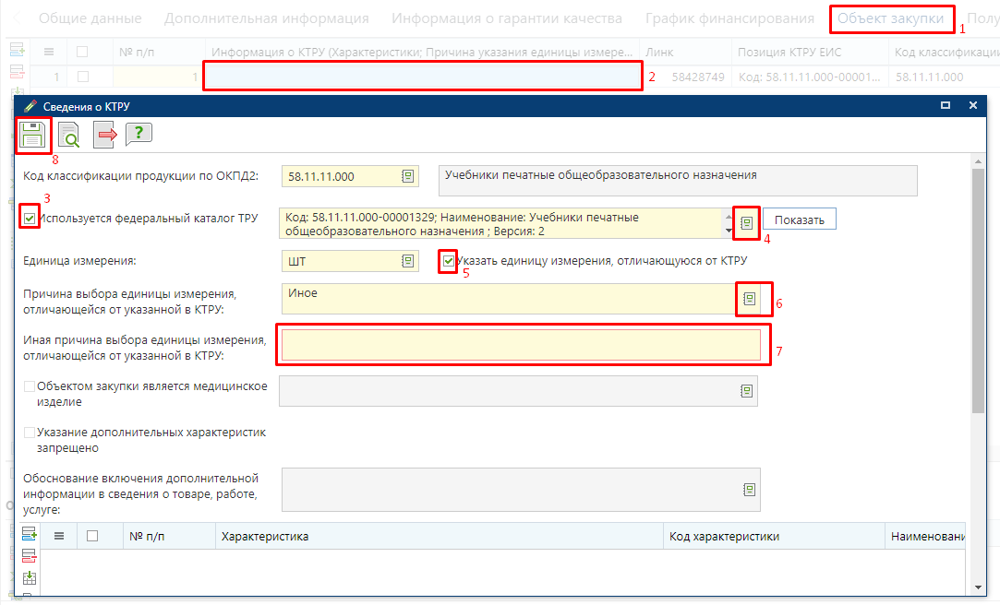 Общие данные Дополнительная информация Информация о гарантии качества График финансирования Объект закупки Полу
1
№ п/п Информация о КТРУ (Характеристики; Причина указания единицы измере... Линк Позиция КТРУ ЕИС Код классификации
1 1 2 58428749 Код: 58.11.11.000-00001... 58.11.11.000
Сведения о КТРУ
8
Код классификации продукции по ОКПД2: 58.11.11.000 Учебники печатные общеобразовательного назначения
3
Используется федеральный каталог ТРУ Код: 58.11.11.000-00001329; Наименование: Учебники печатные
общеобразовательного назначения ; Версия: 2 Показать
4
Единица измерения: ШТ Указать единицу измерения, отличающуюся от КТРУ
5
Причина выбора единицы измерения,
отличающейся от указанной в КТРУ: Иное 6
Иная причина выбора единицы измерения,
отличающейся от указанной в КТРУ: 7
Объектом закупки является медицинское
изделие
Указание дополнительных характеристик
запрещено
Обоснование включения дополнительной
информации в сведения о товаре, работе,
услуге:
№ п/п Характеристика Код характеристики Наименовани